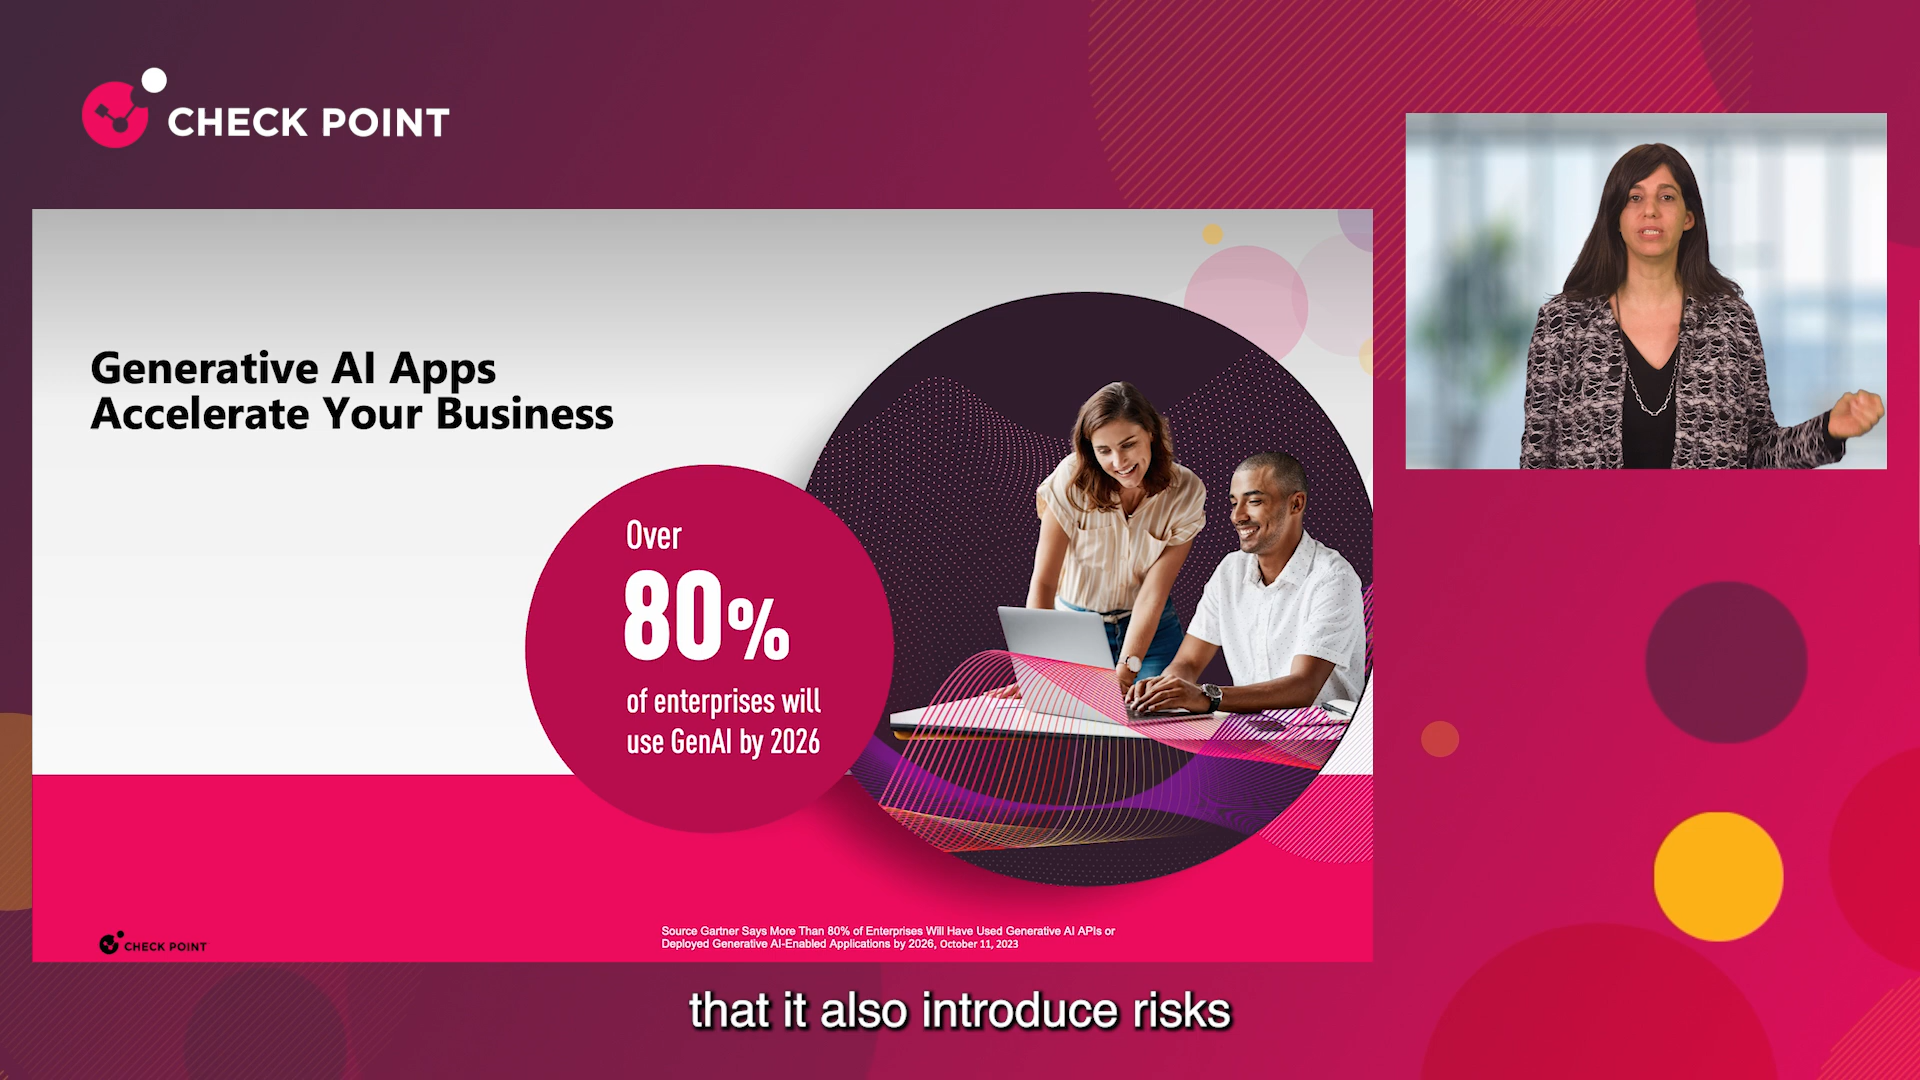 CHECK POINT
Generative AI Apps
Accelerate Your Business
Over
80%
of enterprises will
use GenAI by 2026
CHECK POINT
Source Gartner Says More Than 80% of Enterprises Will Have Used Generative AI APIs or
Deployed Generative AI-Enabled Applications by 2026, October 11, 2023
that it also introduce risks